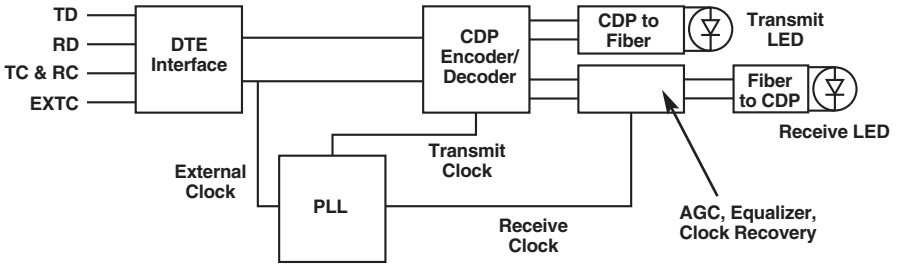 TD
RD
TC & RC
EXTC
DTE
Interface
CDP
Encoder/
Decoder
CDP to
Fiber
Transmit
LED
Fiber
to CDP
Receive LED
External
Clock
Transmit
Clock
PLL
Receive
Clock
AGC, Equalizer,
Clock Recovery